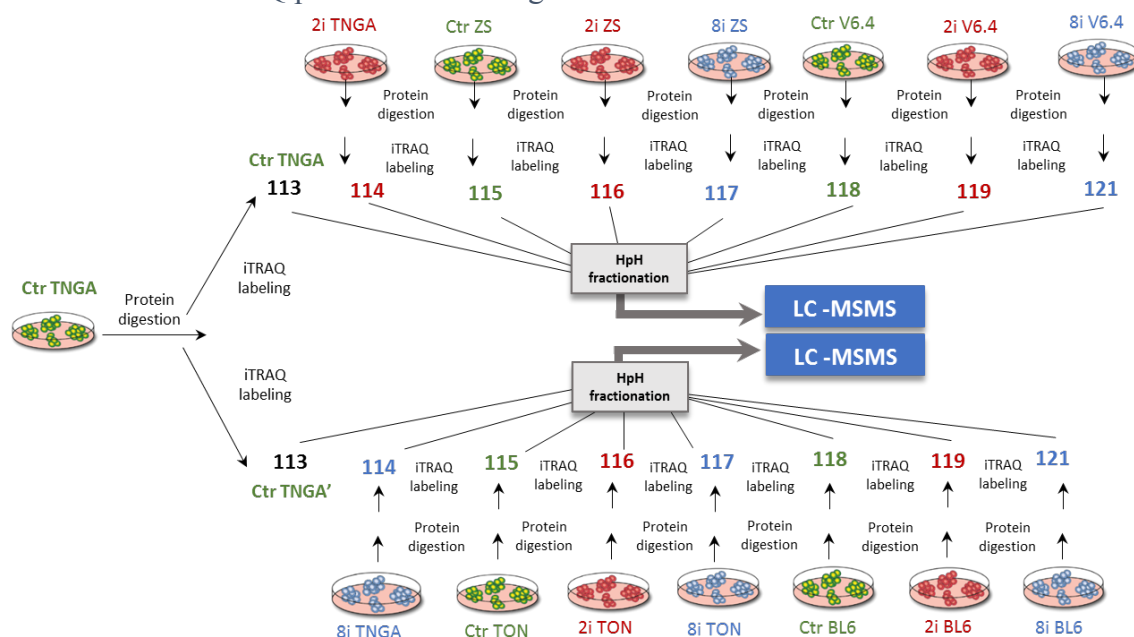 2i TNGA Ctr ZS 2i ZS 8i ZS Ctr V6.4 2i V6.4 8i V6.4
Protein Protein Protein Protein Protein Protein
digestion digestion digestion digestion digestion digestion
iTRAQ iTRAQ iTRAQ iTRAQ iTRAQ iTRAQ
labeling labeling labeling labeling labeling labeling
Ctr TNGA
113 114 115 116 117 118 119 121
HpH
fractionation
iTRAQ
labeling
Ctr TNGA
Protein
digestion
LC -MSMS
LC -MSMS
iTRAQ
labeling
HpH
fractionation
113 114 115 116 117 118 119 121
Ctr TNGA'
iTRAQ iTRAQ iTRAQ iTRAQ iTRAQ iTRAQ
labeling labeling labeling labeling labeling labeling
Protein Protein Protein Protein Protein Protein
digestion digestion digestion digestion digestion digestion
8i TNGA Ctr TON 2i TON 8i TON Ctr BL6 2i BL6 8i BL6